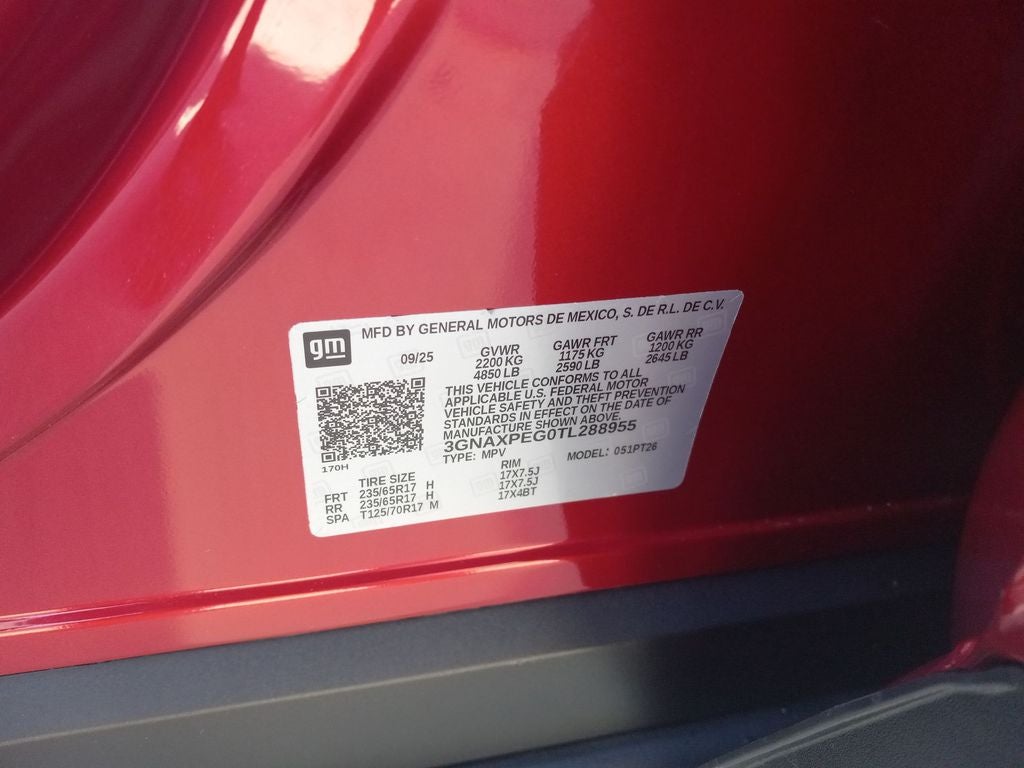 gm
MFD BY GENERAL MOTORS DE MEXICO, S. DE R.L. DE C.V.
09/25 GVWR GAWR FRT GAWR RR
2200 KG 1175 KG 1200 KG
4850 LB 2590 LB 2645 LB
THIS VEHICLE CONFORMS TO ALL
APPLICABLE U.S. FEDERAL MOTOR
VEHICLE SAFETY AND THEFT PREVENTION
STANDARDS IN EFFECT ON THE DATE OF
MANUFACTURE SHOWN ABOVE.
3GNAXPEG0TL288955
170H TYPE: MPV MODEL: 051PT26
TIRE SIZE RIM
FRT 235/65R17 H 17X7.5J
RR 235/65R17 H 17X7.5J
SPA T125/70R17 M 17X4BT